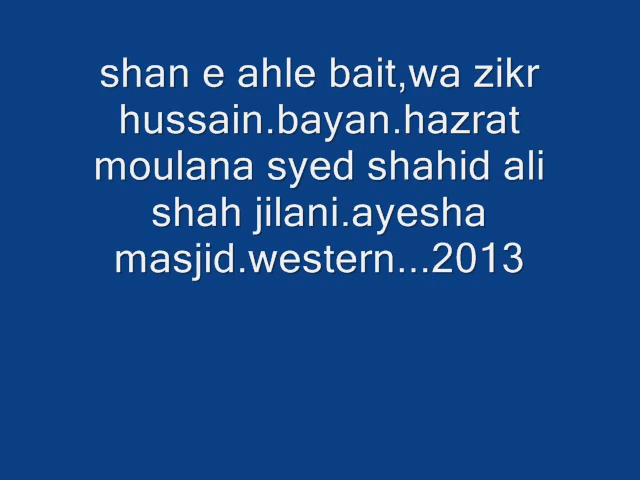 shan e ahle bait,wa zikr
hussain.bayan.hazrat
moulana syed shahid ali
shah jilani.ayesha
masjid.western...2013